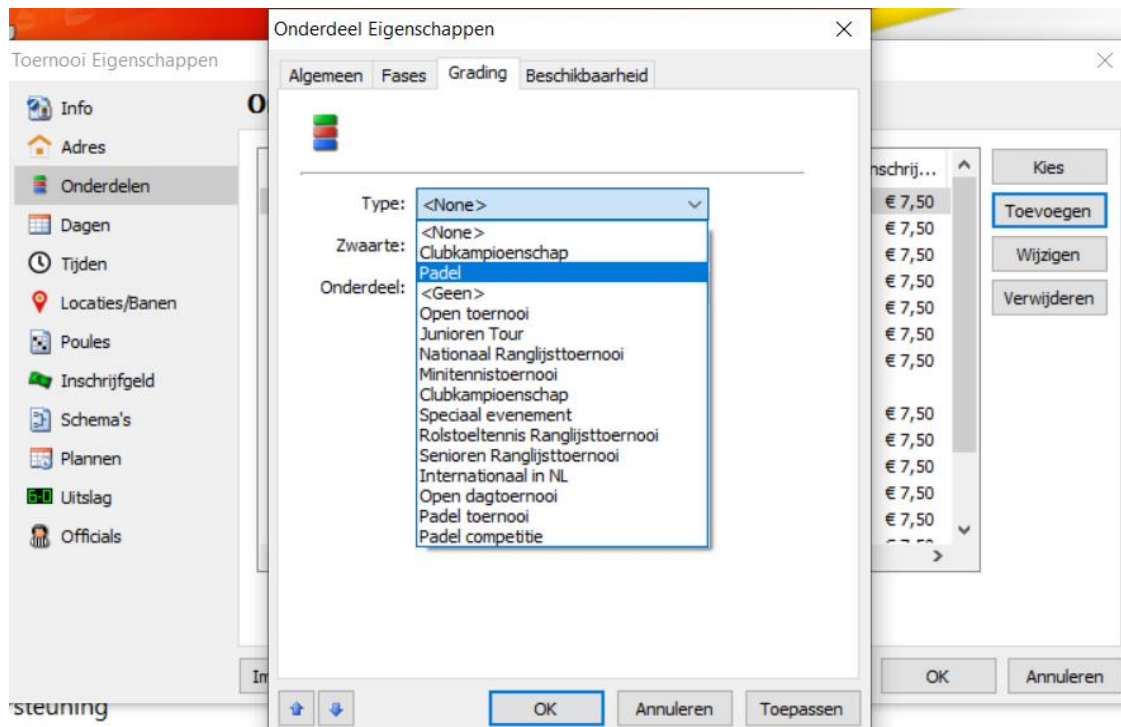 Onderdeel Eigenschappen
Toernooi Eigenschappen
Algemeen Fases Grading Beschikbaarheid
Info
Adres
Onderdelen
Dagen
Tijden
Locaties/Banen
Poules
Inschrijfgeld
Schema's
Plannen
6-0 Uitslag
Officials
Type: <None>
<None>
Clubkampioenschap
Padel
<Geen>
Open toernooi
Junioren Tour
Nationaal Ranglijsttoernooi
Minitennistoernooi
Clubkampioenschap
Speciaal evenement
Rolstoeltennis Ranglijsttoernooi
Senioren Ranglijsttoernooi
Internationaal in NL
Open dagtoernooi
Padel toernooi
Padel competitie
Zwaarte:
Onderdeel:
nschrij...
€ 7,50
€ 7,50
€ 7,50
€ 7,50
€ 7,50
€ 7,50
€ 7,50
€ 7,50
€ 7,50
€ 7,50
€ 7,50
€ 7,50
Kies
Toevoegen
Wijzigen
Verwijderen
OK Annuleren Toepassen
OK Annuleren
rsteuning